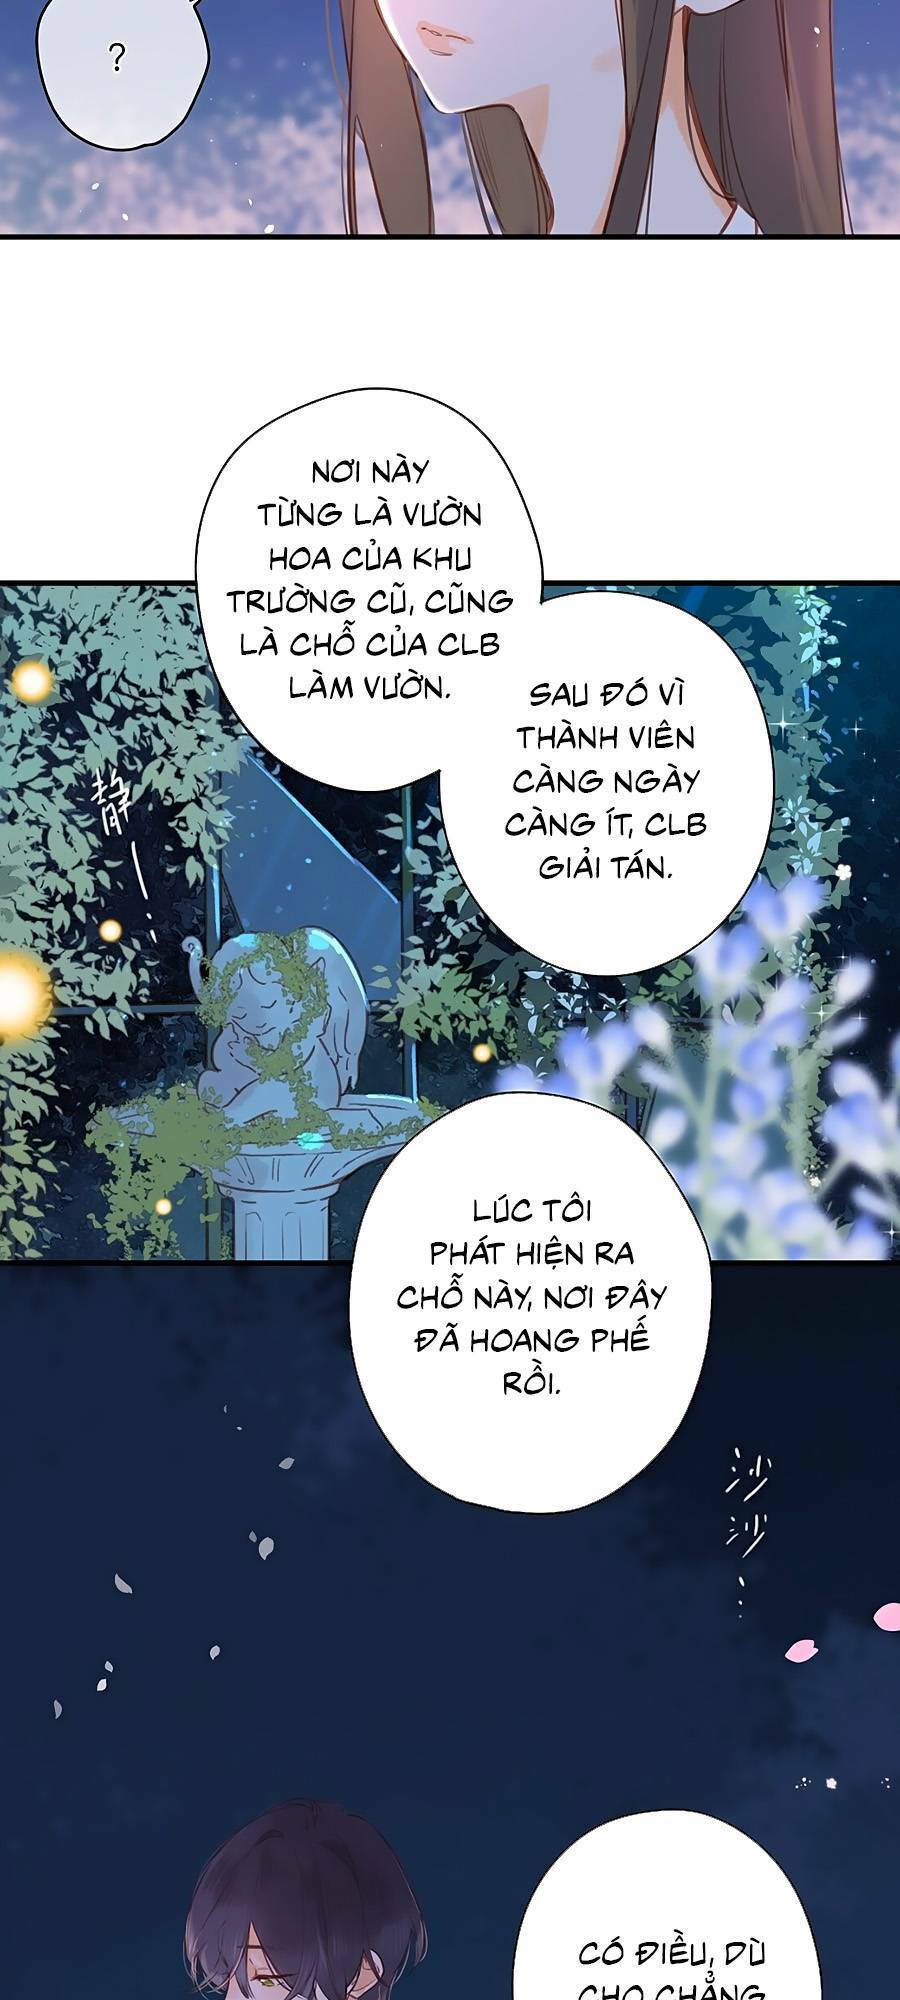 ?
NƠI NÀY
TỪNG LÀ VƯỜN
HOA CỦA KHU
TRƯỜNG CŨ, CŨNG
LÀ CHỖ CỦA CLB
LÀM VƯỜN.
SAU ĐÓ VÌ
THÀNH VIÊN
CÀNG NGÀY
CÀNG ÍT, CLB
GIẢI TÁN.
静
LÚC TÔI
PHÁT HIỆN RA
CHỖ NÀY, NƠI ĐÂY
ĐÃ HOANG PHẾ
RỒI.
沙
沙
CÓ ĐIỀU, DÙ
CHO CHẲNG